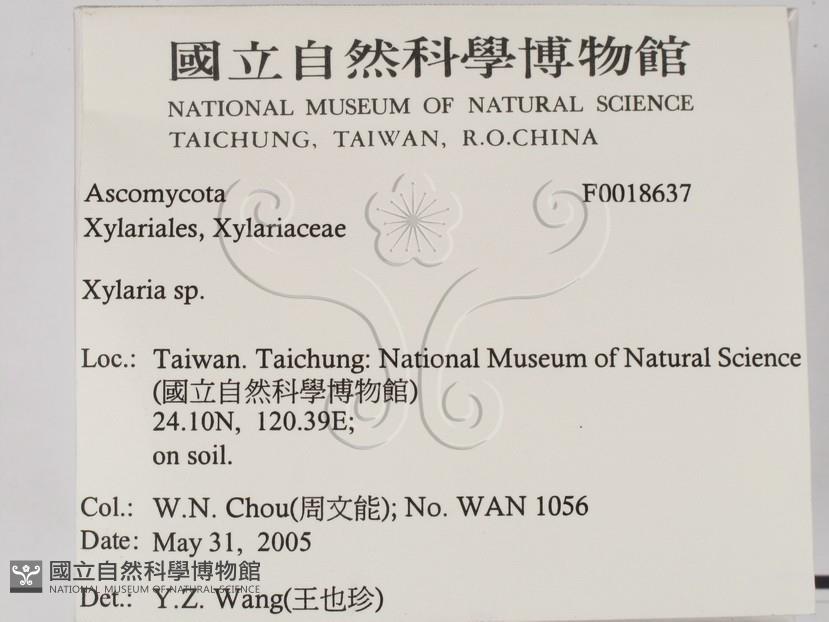 國立自然科學博物館
NATIONAL MUSEUM OF NATURAL SCIENCE
TAICHUNG, TAIWAN, R.O.CHINA
Ascomycota F0018637
Xylariales, Xylariaceae
Xylaria sp.
Loc.: Taiwan. Taichung: National Museum of Natural Science
(國立自然科學博物館)
24.10N, 120.39E;
on soil.
Col.: W.N. Chou(周文能); No. WAN 1056
Date: May 31, 2005
國立自然科學博物館
NATIONAL MUSEUM OF NATURAL SCIENCE
Det.: Y.Z. Wang(王也珍)